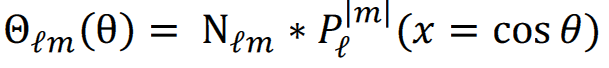 Θℓm(θ) = Nℓm ∗ Pℓ|m|(x = cos θ)